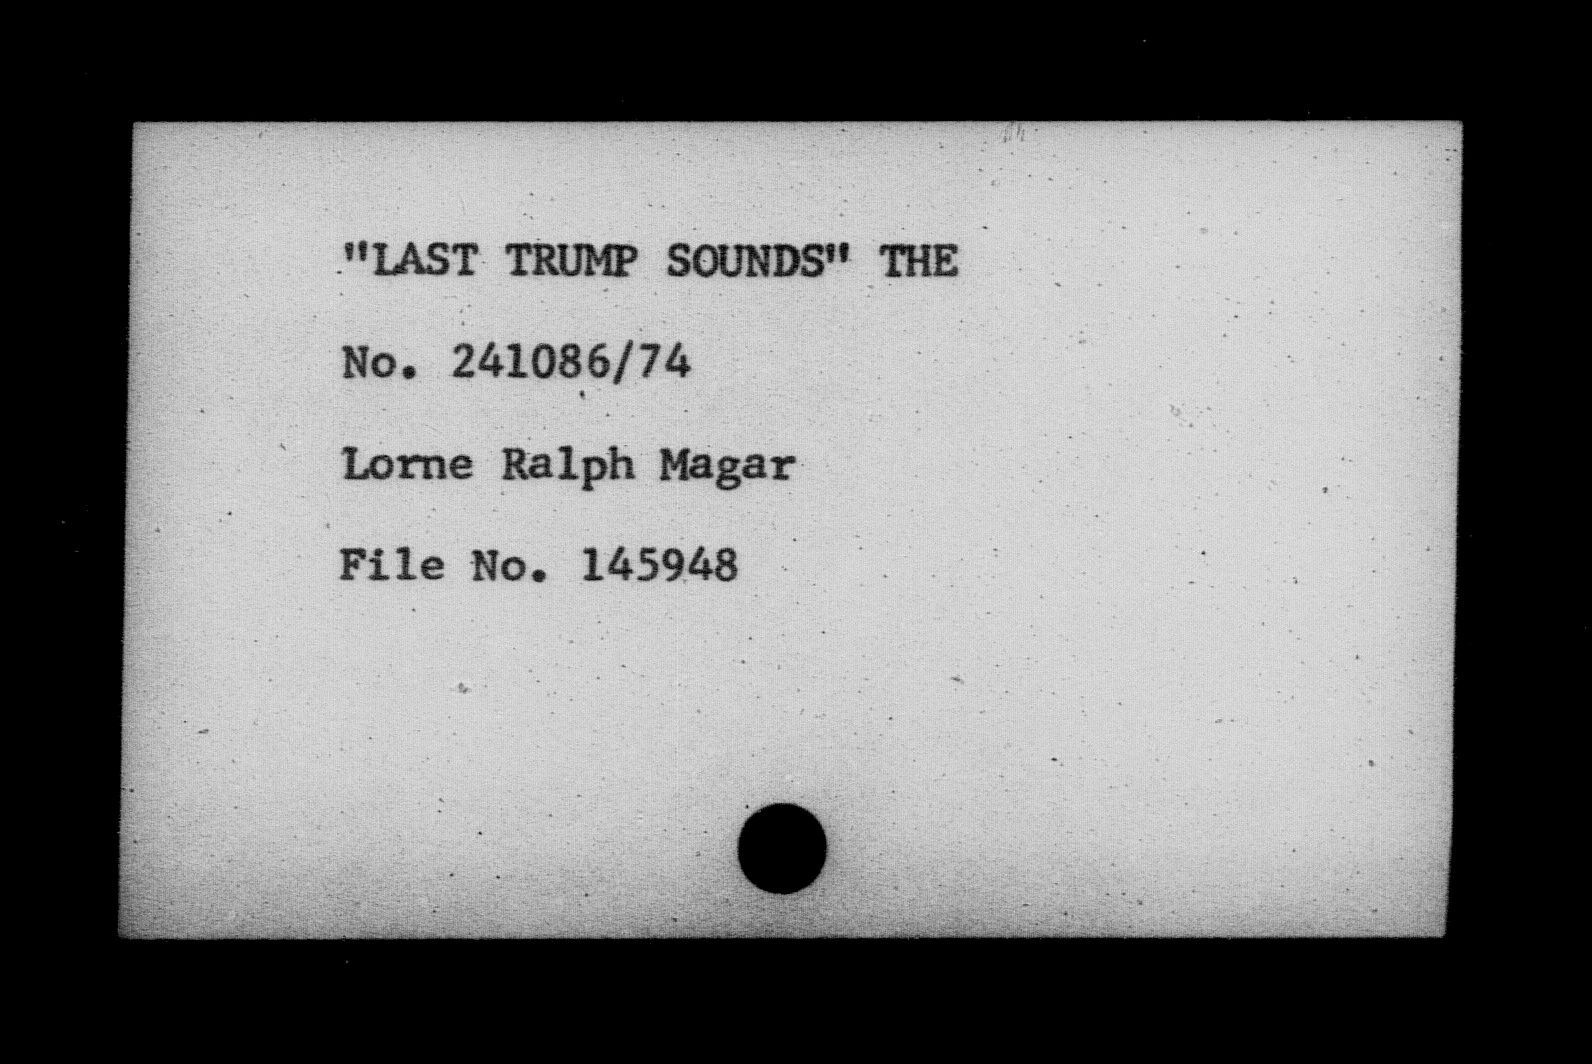 "LAST TRUMP SOUNDS" THE
No. 241086/74
Lorne Ralph Magar
File No. 145948